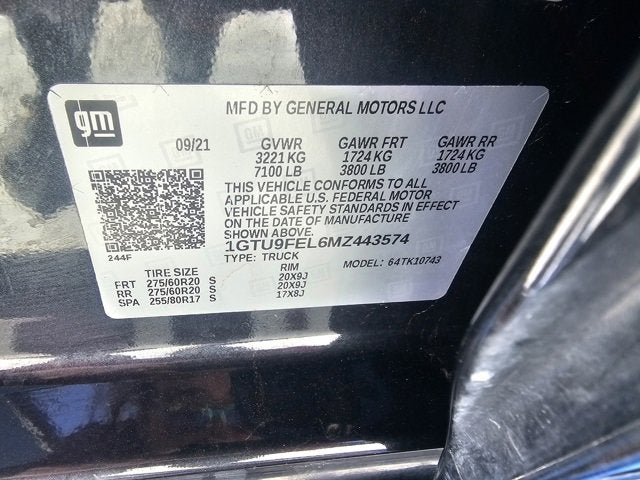 gm
MFD BY GENERAL MOTORS LLC
09/21 GVWR GAWR FRT GAWR RR
3221 KG 1724 KG 1724 KG
7100 LB 3800 LB 3800 LB
THIS VEHICLE CONFORMS TO ALL
APPLICABLE U.S. FEDERAL MOTOR
VEHICLE SAFETY STANDARDS IN EFFECT
ON THE DATE OF MANUFACTURE
SHOWN ABOVE.
1GTU9FEL6MZ443574
244F
TYPE: TRUCK MODEL: 64TK10743
TIRE SIZE RIM
FRT 275/60R20 S 20X9J
RR 275/60R20 S 20X9J
SPA 255/80R17 S 17X8J